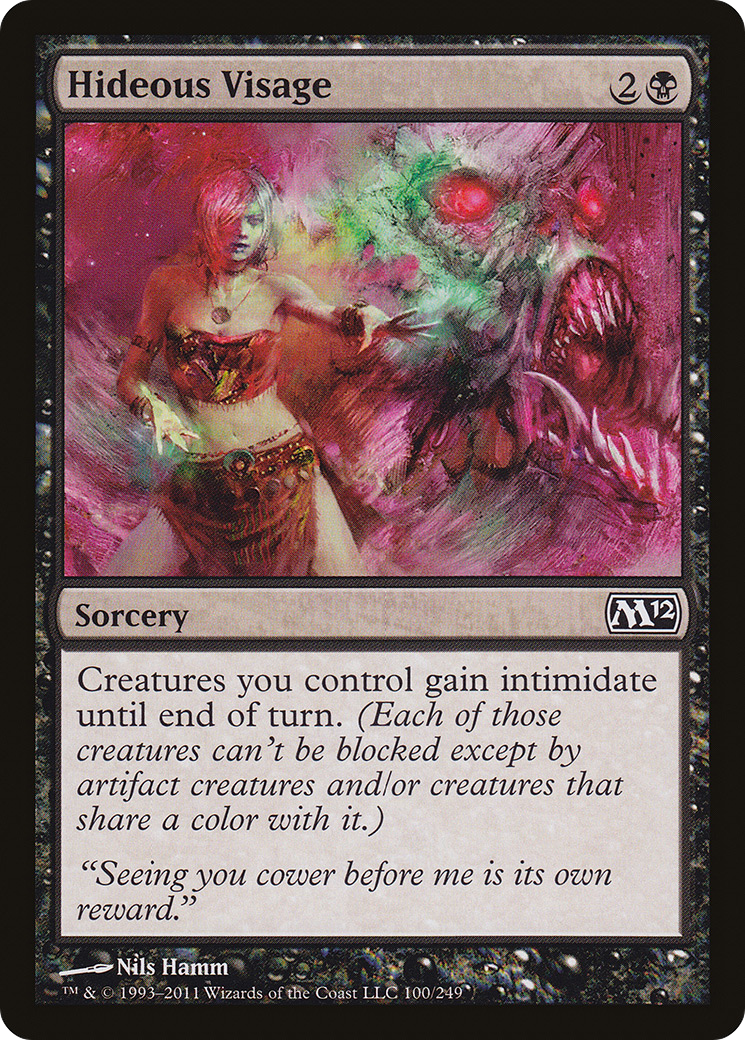 Hideous Visage
2
Sorcery
M12
Creatures you control gain intimidate
until end of turn. (Each of those
creatures can't be blocked except by
artifact creatures and/or creatures that
share a color with it.)
“Seeing you cower before me is its own
reward.”
Nils Hamm
™ & © 1993–2011 Wizards of the Coast LLC 100/249